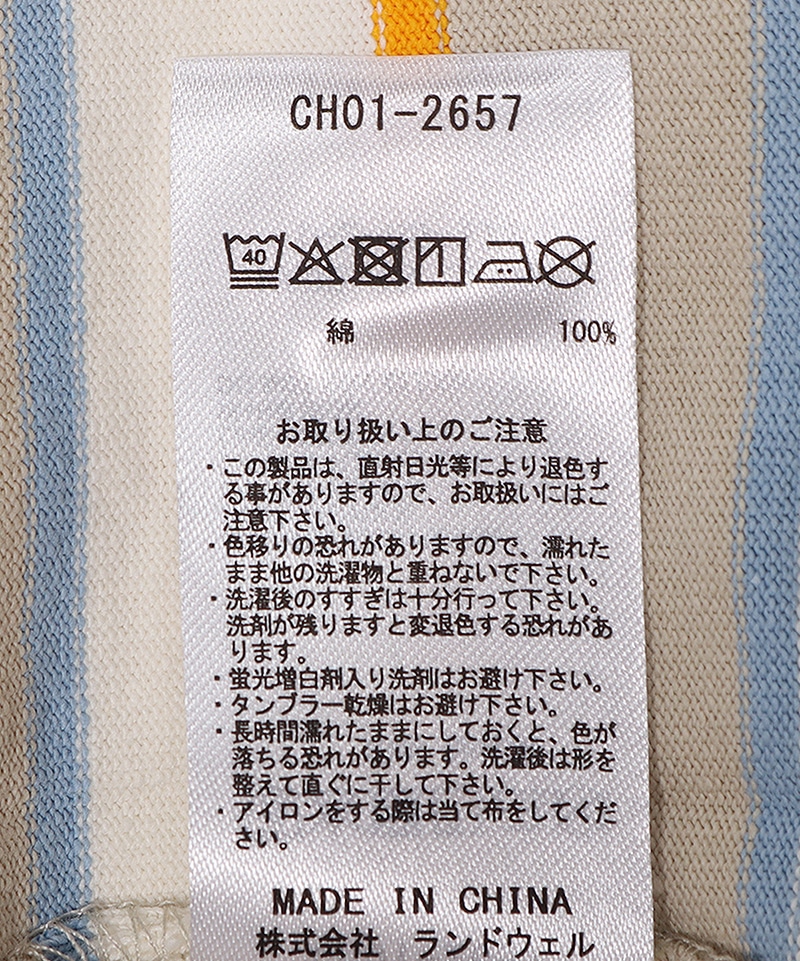 CH01-2657
40
綿 100%
お取り扱い上のご注意
・この製品は、直射日光等により退色す
る事がありますので、お取扱いにはご
注意下さい。
・色移りの恐れがありますので、濡れた
まま他の洗濯物と重ねないで下さい。
・洗濯後のすすぎは十分行って下さい。
洗剤が残りますと変退色する恐れがあ
ります。
・蛍光増白剤入り洗剤はお避け下さい。
・タンブラー乾燥はお避け下さい。
・長時間濡れたままにしておくと、色が
落ちる恐れがあります。洗濯後は形を
整えて直ぐに干して下さい。
・アイロンをする際は当て布をしてくだ
さい。
MADE IN CHINA
株式会社 ランドウェル